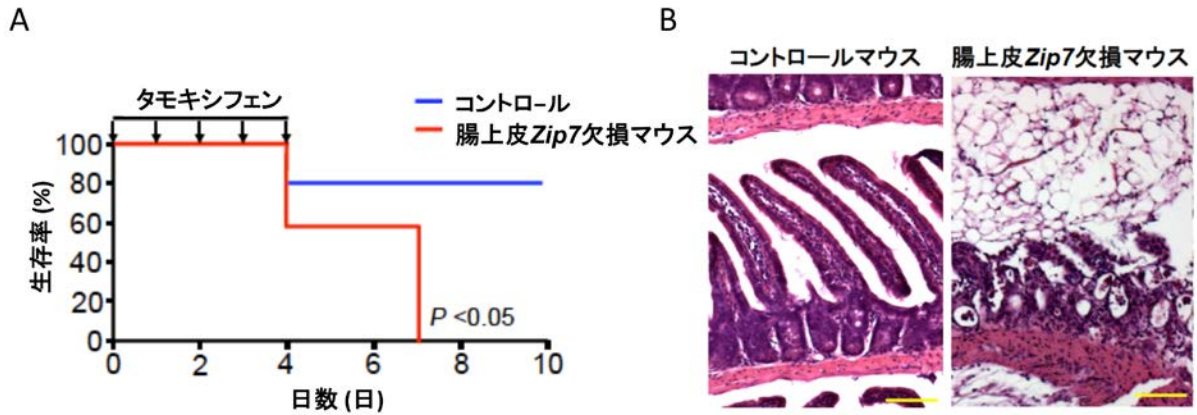 A
タモキシフェン
コントロール
腸上皮Zip7欠損マウス
生存率 (%)
100
80
60
40
20
0
P <0.05
0 2 4 6 8 10
日数 (日)
B
コントロールマウス
腸上皮Zip7欠損マウス